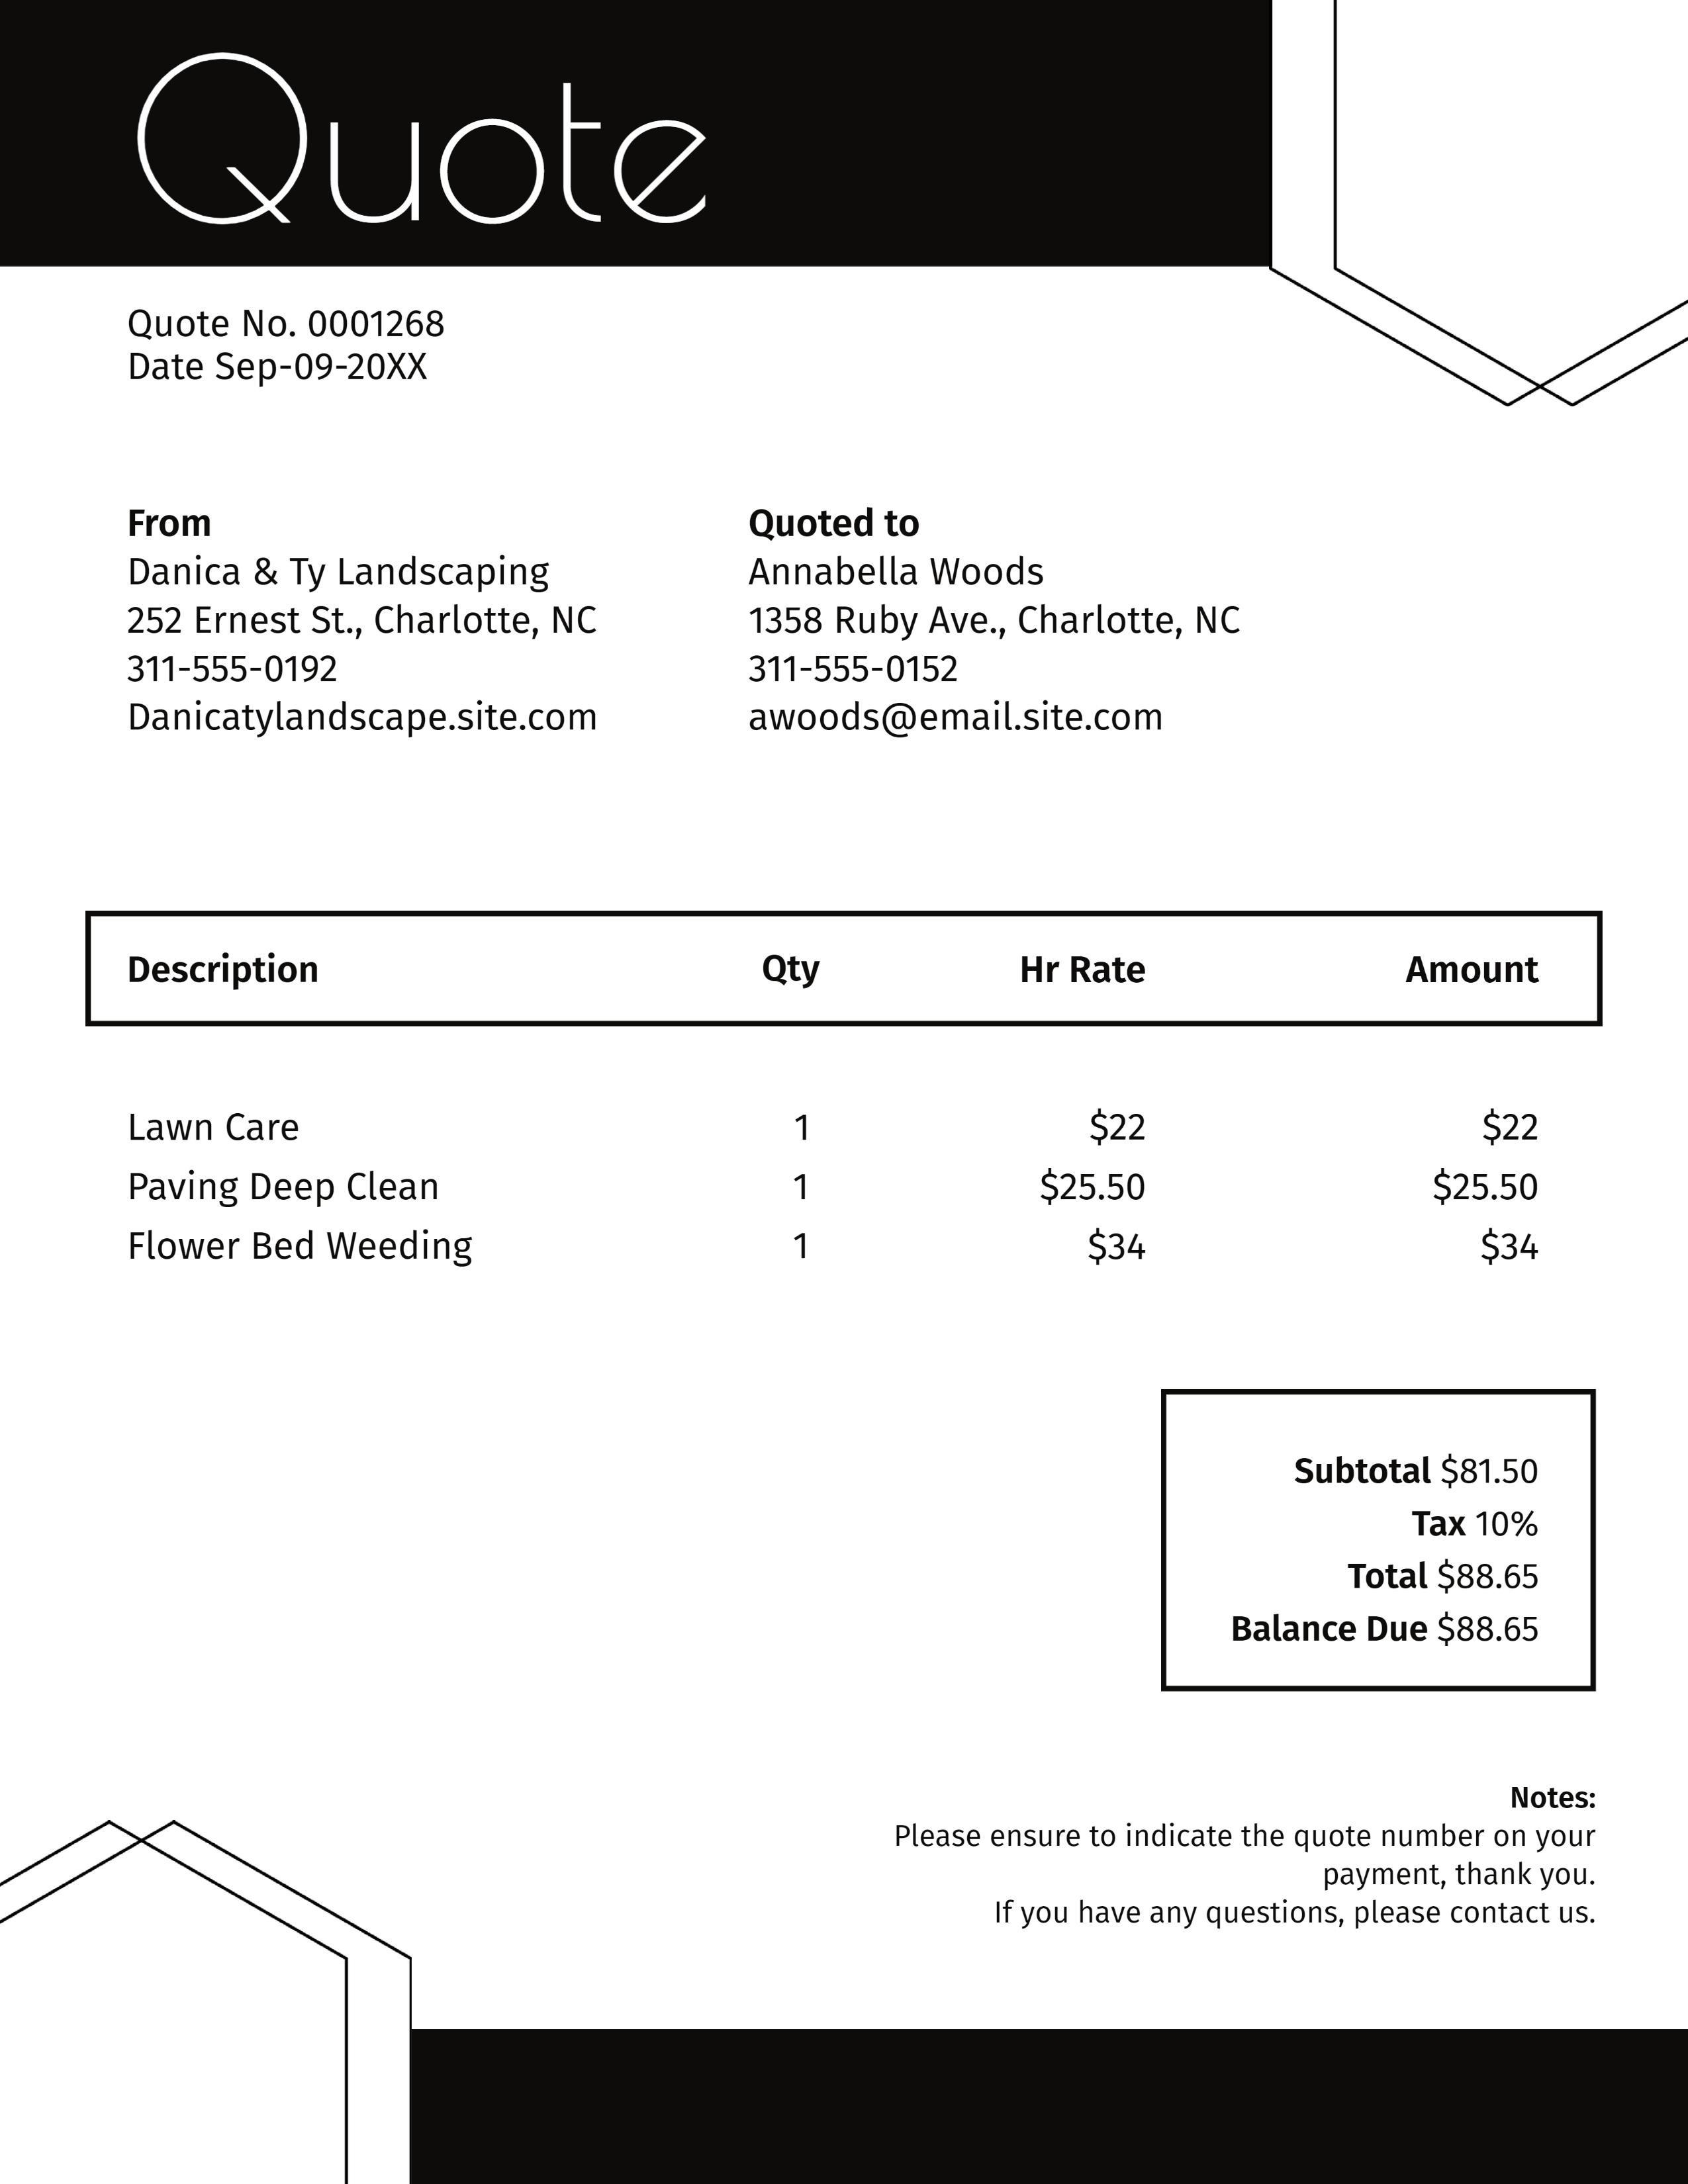 Quote
Quote No. 0001268
Date Sep-09-20XX
From
Danica & Ty Landscaping
252 Ernest St., Charlotte, NC
311-555-0192
Danicatylandscape.site.com
Quoted to
Annabella Woods
1358 Ruby Ave., Charlotte, NC
311-555-0152
awoods@email.site.com
Description Qty Hr Rate Amount
Lawn Care 1 $22 $22
Paving Deep Clean 1 $25.50 $25.50
Flower Bed Weeding 1 $34 $34
Subtotal $81.50
Tax 10%
Total $88.65
Balance Due $88.65
Notes:
Please ensure to indicate the quote number on your
payment, thank you.
If you have any questions, please contact us.